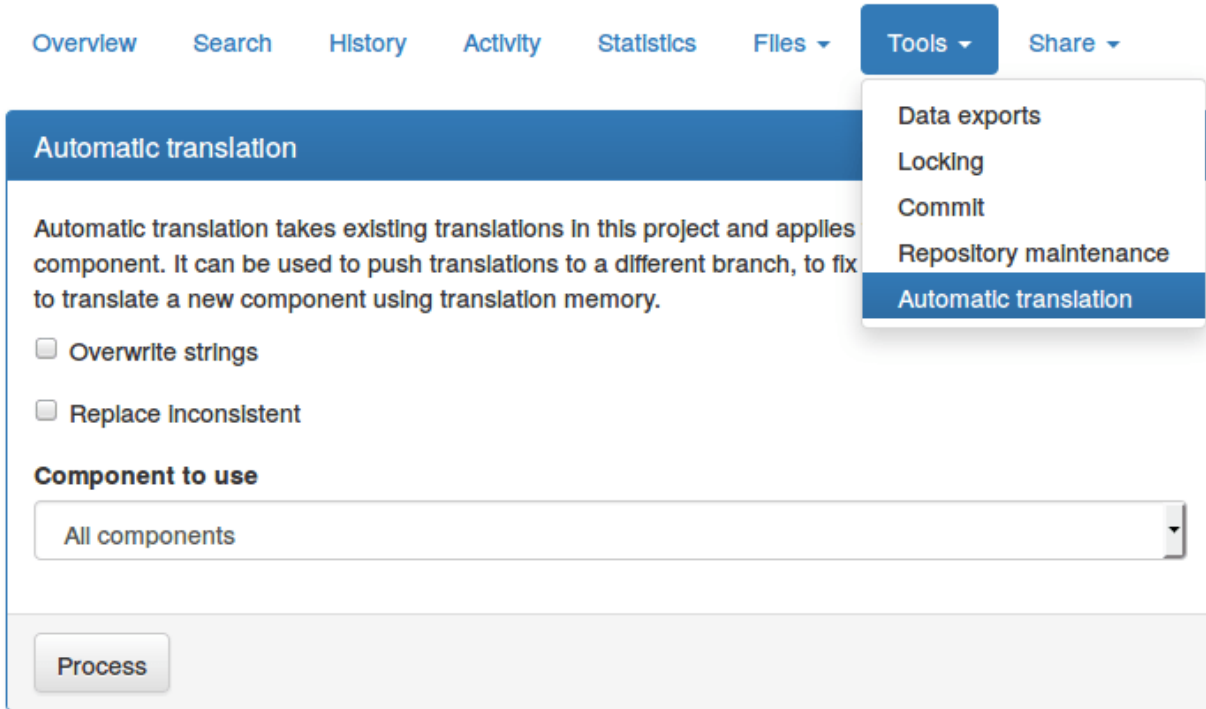 Overview Search History Activity Statistics Files Tools Share
Data exports
Locking
Commit
Repository maintenance
Automatic translation
Automatic translation
Automatic translation takes existing translations in this project and applies
component. It can be used to push translations to a different branch, to fix
to translate a new component using translation memory.
Overwrite strings
Replace inconsistent
Component to use
All components
Process